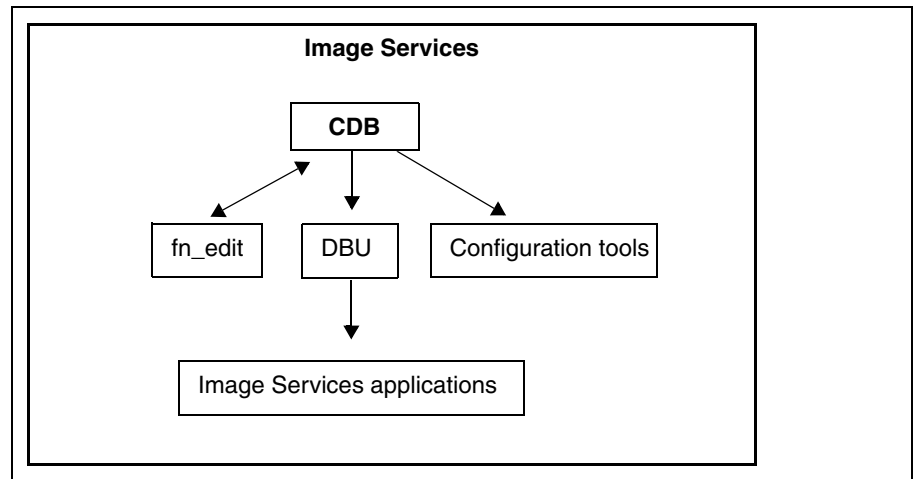 Image Services
CDB
fn_edit
DBU
Configuration tools
Image Services applications